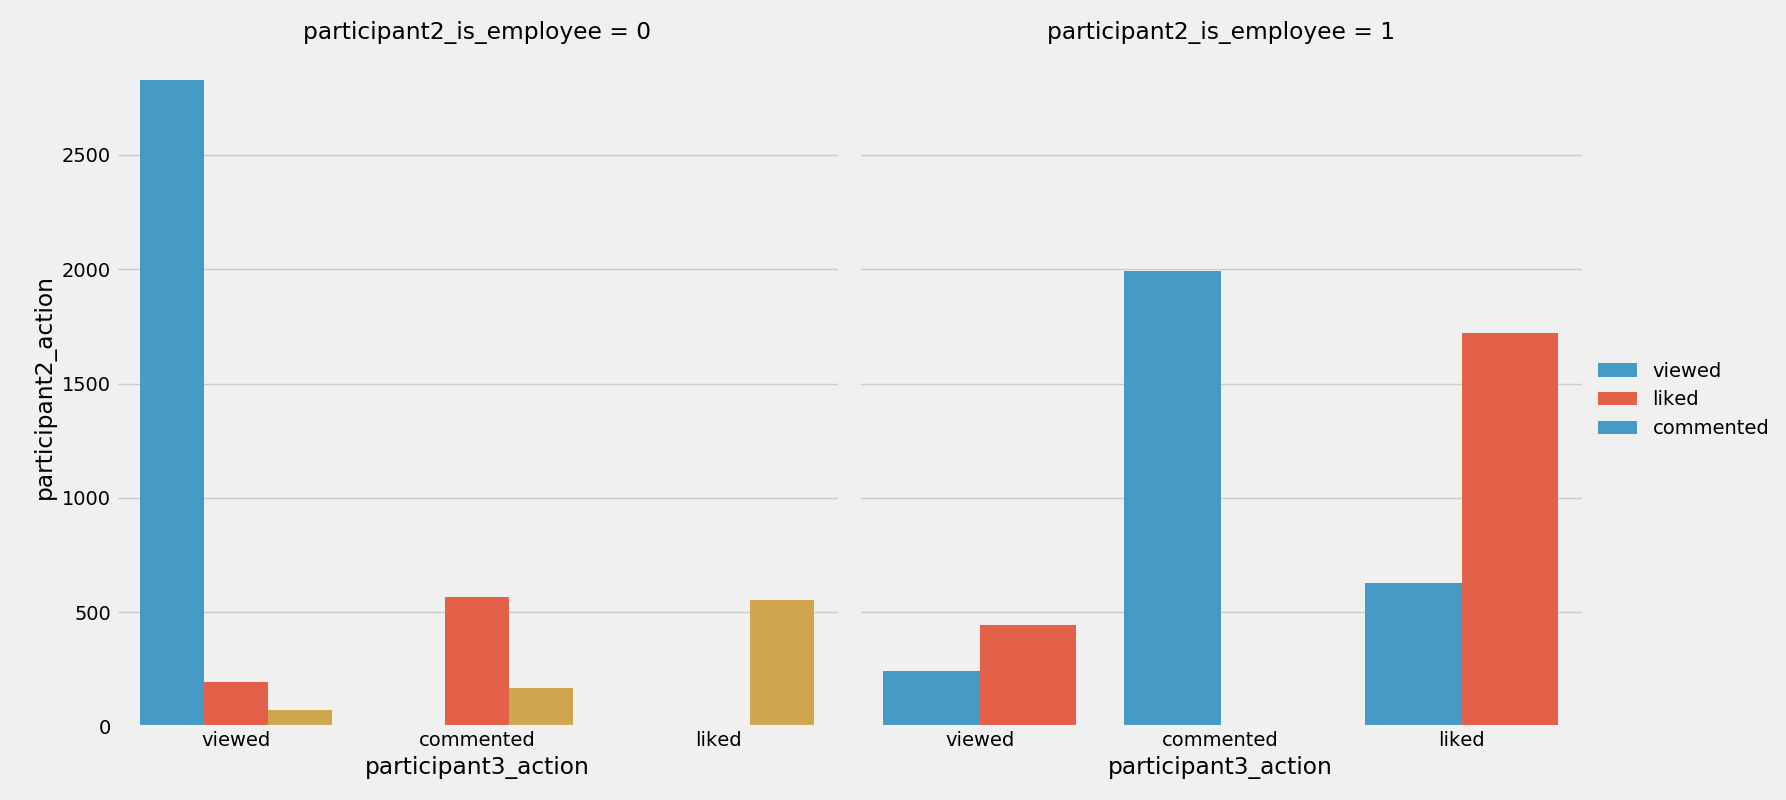 participant2_is_employee = 0
participant2_is_employee = 1
participant2_action
2500
2000
1500
1000
500
0
viewed
commented
liked
viewed
commented
liked
participant3_action
participant3_action
viewed
liked
commented